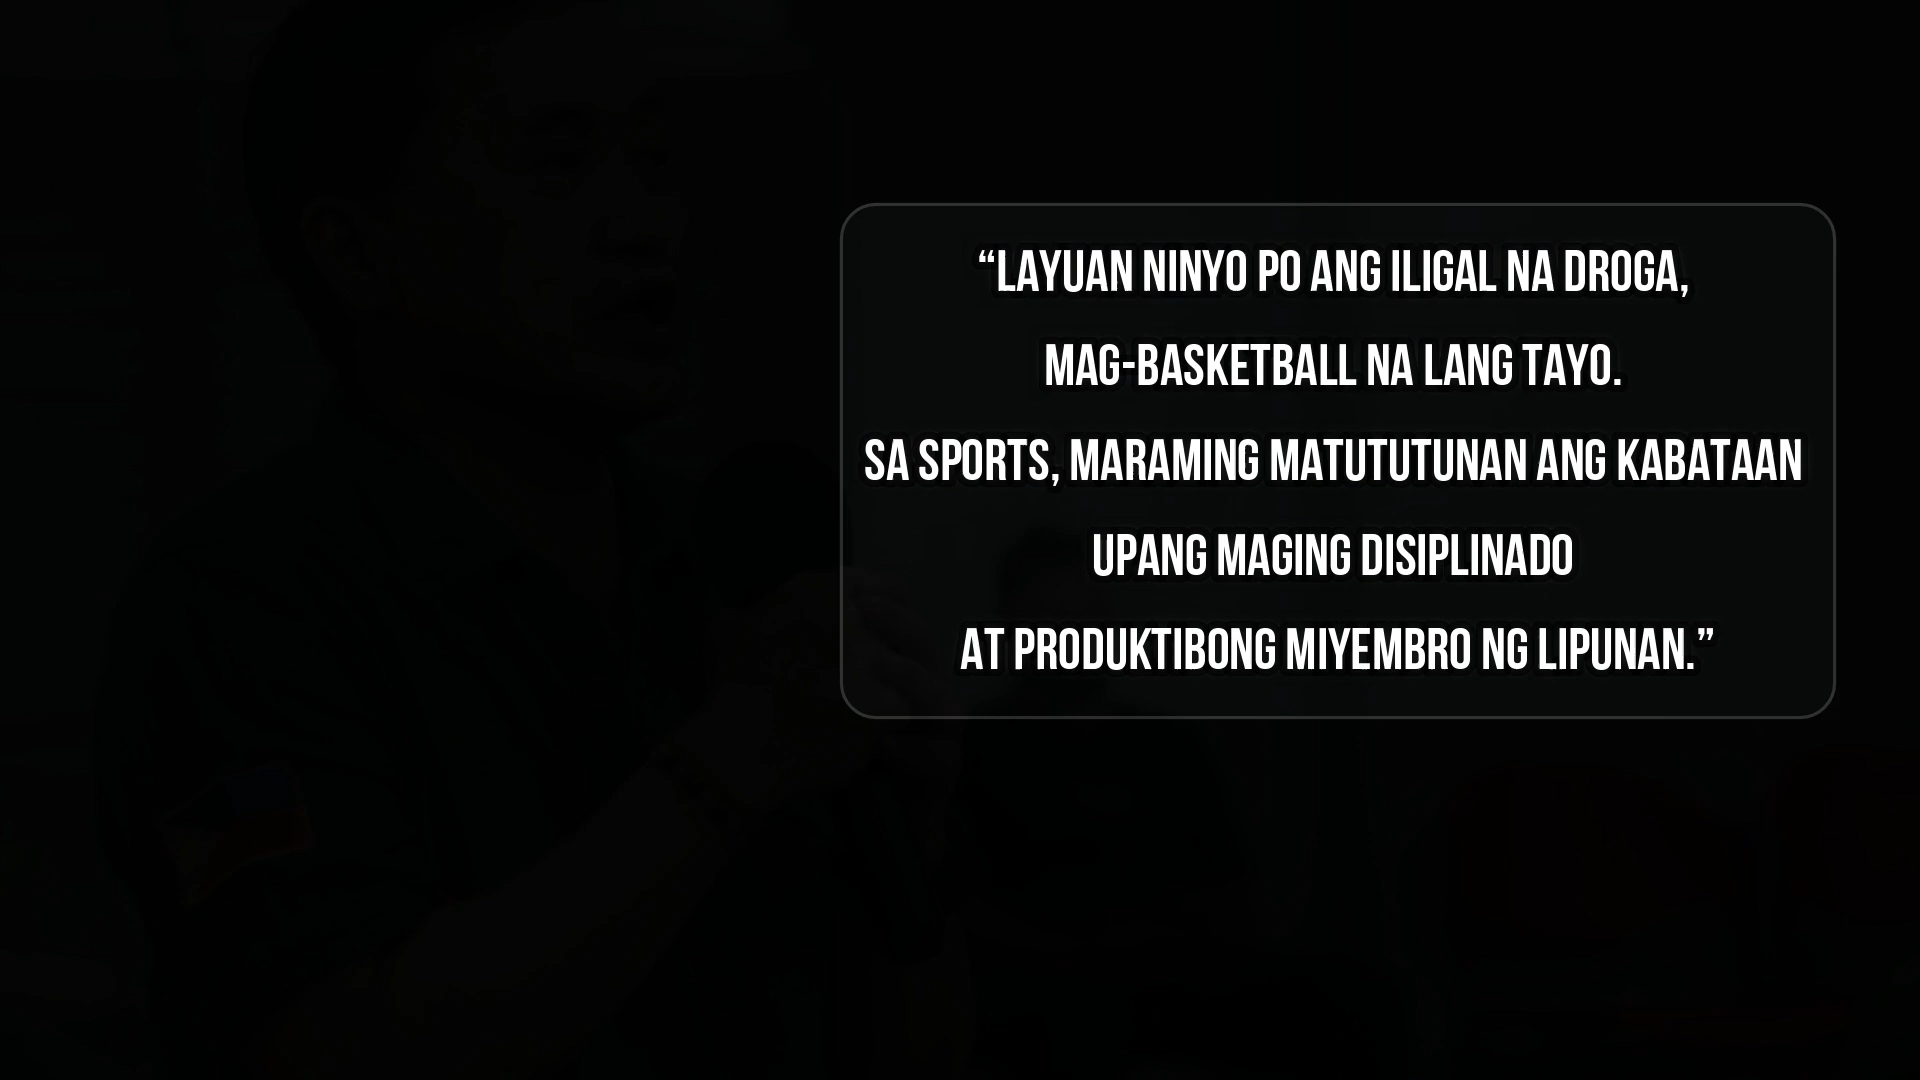 “LAYUAN NINYO PO ANG ILIGAL NA DROGA,
MAG-BASKETBALL NA LANG TAYO.
SA SPORTS, MARAMING MATUTUTUNAN ANG KABATAAN
UPANG MAGING DISIPLINADO
AT PRODUKTIBONG MIYEMBRO NG LIPUNAN.”